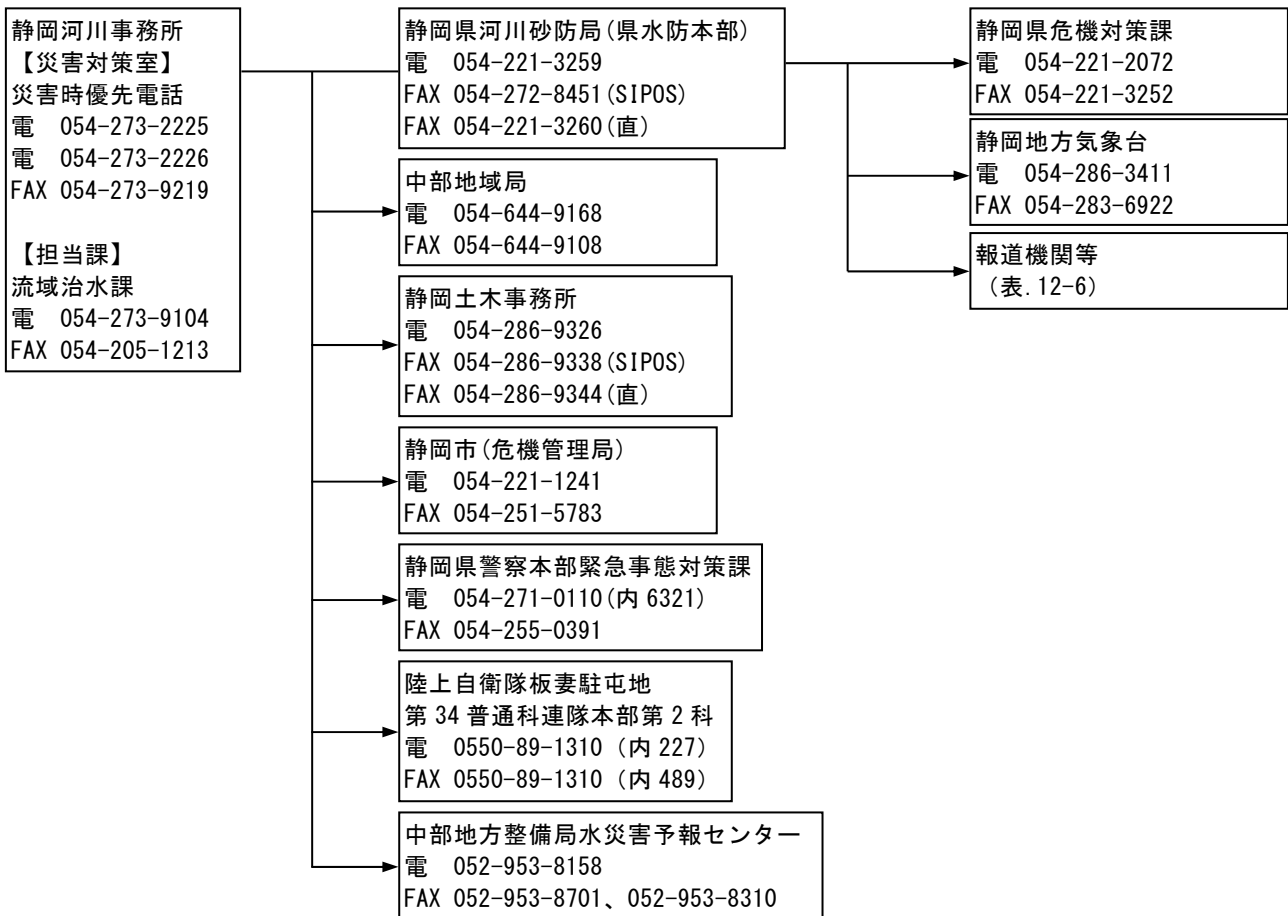 静岡河川事務所
【災害対策室】
災害時優先電話
電　054-273-2225
電　054-273-2226
FAX 054-273-9219
【担当課】
流域治水課
電　054-273-9104
FAX 054-205-1213
静岡県河川砂防局(県水防本部)
電　054-221-3259
FAX 054-272-8451(SIPOS)
FAX 054-221-3260(直)
中部地域局
電　054-644-9168
FAX 054-644-9108
静岡土木事務所
電　054-286-9326
FAX 054-286-9338(SIPOS)
FAX 054-286-9344(直)
静岡市(危機管理局)
電　054-221-1241
FAX 054-251-5783
静岡県警察本部緊急事態対策課
電　054-271-0110(内 6321)
FAX 054-255-0391
陸上自衛隊板妻駐屯地
第 34 普通科連隊本部第 2 科
電　0550-89-1310（内 227)
FAX 0550-89-1310（内 489)
中部地方整備局水災害予報センター
電　052-953-8158
FAX 052-953-8701、052-953-8310
静岡県危機対策課
電　054-221-2072
FAX 054-221-3252
静岡地方気象台
電　054-286-3411
FAX 054-283-6922
報道機関等
（表.12-6）